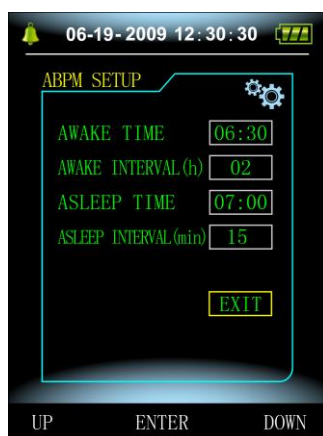 06-19-2009 12:30:30
ABPM SETUP
AWAKE TIME 06:30
AWAKE INTERVAL(h) 02
ASLEEP TIME 07:00
ASLEEP INTERVAL(min) 15
EXIT
UP ENTER DOWN